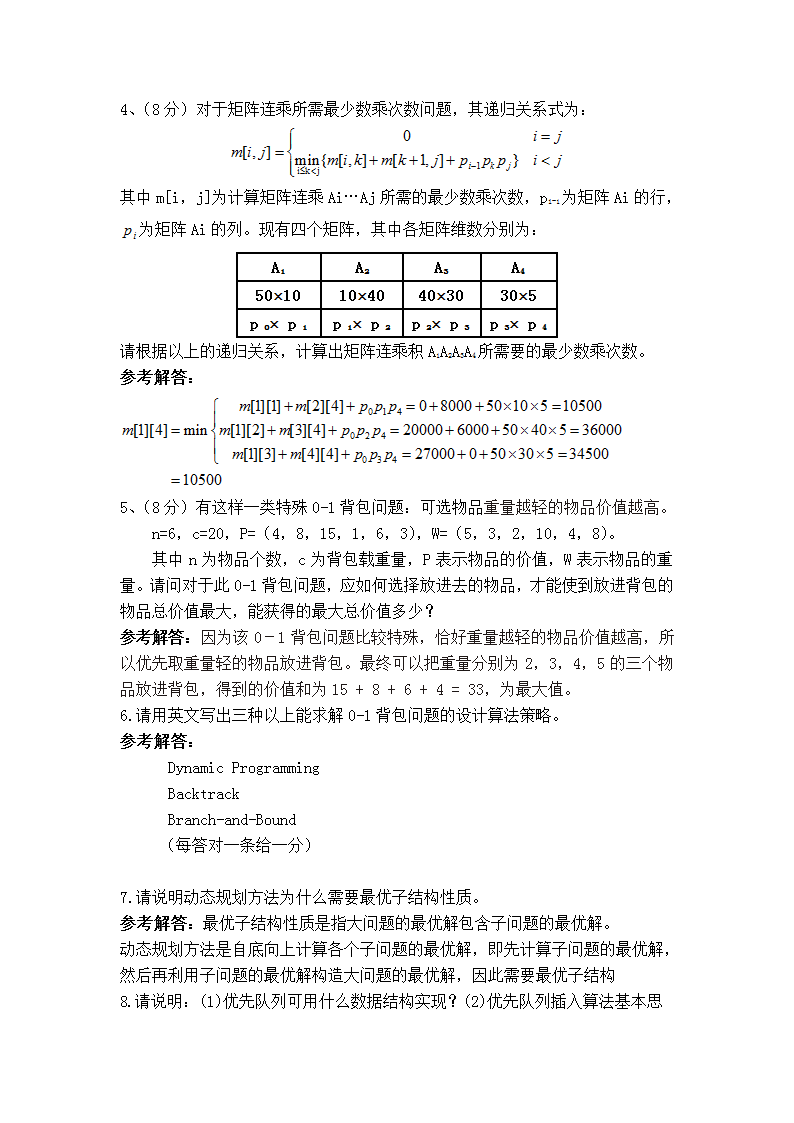 4、（8分）对于矩阵连乘所需最少数乘次数问题，其递归关系式为：
m[i, j] = { 0 i = j
min{m[i,k] + m[k+1, j] + pᵢ₋₁pₖpⱼ} i < j
i≤k<j
其中m[i，j]为计算矩阵连乘Ai…Aj所需的最少数乘次数，pᵢ₋₁为矩阵Ai的行，
pᵢ为矩阵Ai的列。现有四个矩阵，其中各矩阵维数分别为：
A₁ A₂ A₃ A₄
50×10 10×40 40×30 30×5
p ₀× p ₁ p ₁× p ₂ p ₂× p ₃ p ₃× p ₄
请根据以上的递归关系，计算出矩阵连乘积A₁A₂A₃A₄所需要的最少数乘次数。
参考解答：
m[1][1] + m[2][4] + p₀p₁p₄ = 0 + 8000 + 50×10×5 = 10500
m[1][4] = min { m[1][2] + m[3][4] + p₀p₂p₄ = 20000 + 6000 + 50×40×5 = 36000
m[1][3] + m[4][4] + p₀p₃p₄ = 27000 + 0 + 50×30×5 = 34500
= 10500
5、（8分）有这样一类特殊0-1背包问题：可选物品重量越轻的物品价值越高。
n=6，c=20，P=（4，8，15，1，6，3），W=（5，3，2，10，4，8）。
其中n为物品个数，c为背包载重量，P表示物品的价值，W表示物品的重
量。请问对于此0-1背包问题，应如何选择放进去的物品，才能使到放进背包的
物品总价值最大，能获得的最大总价值多少？
参考解答：因为该0－1背包问题比较特殊，恰好重量越轻的物品价值越高，所
以优先取重量轻的物品放进背包。最终可以把重量分别为2，3，4，5的三个物
品放进背包，得到的价值和为15 + 8 + 6 + 4 = 33，为最大值。
6.请用英文写出三种以上能求解0-1背包问题的设计算法策略。
参考解答：
Dynamic Programming
Backtrack
Branch-and-Bound
（每答对一条给一分）
7.请说明动态规划方法为什么需要最优子结构性质。
参考解答：最优子结构性质是指大问题的最优解包含子问题的最优解。
动态规划方法是自底向上计算各个子问题的最优解，即先计算子问题的最优解，
然后再利用子问题的最优解构造大问题的最优解，因此需要最优子结构
8.请说明：(1)优先队列可用什么数据结构实现？(2)优先队列插入算法基本思